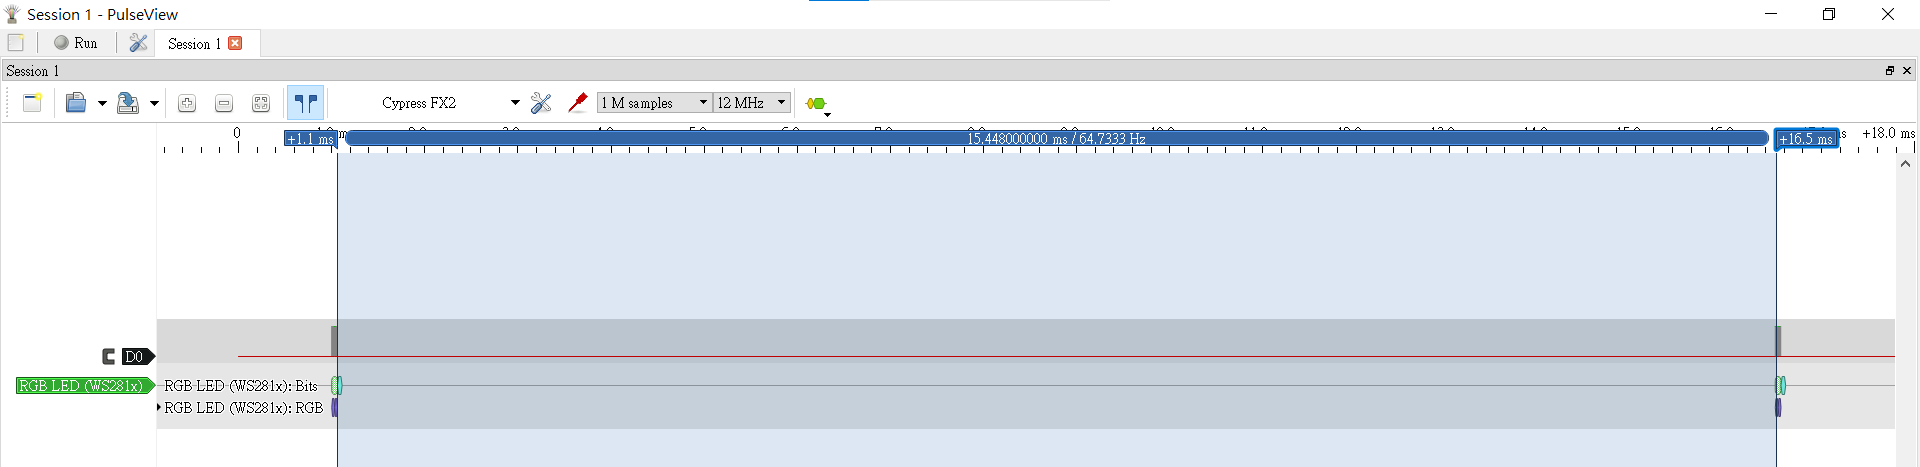 Session 1 - PulseView
Run
Session 1
Session 1
Cypress FX2
1 M samples
12 MHz
0
+1.1 ms
15.448000000 ms / 64.7333 Hz
+16.5 ms
+18.0 ms
D0
RGB LED (WS281x)
RGB LED (WS281x): Bits
RGB LED (WS281x): RGB